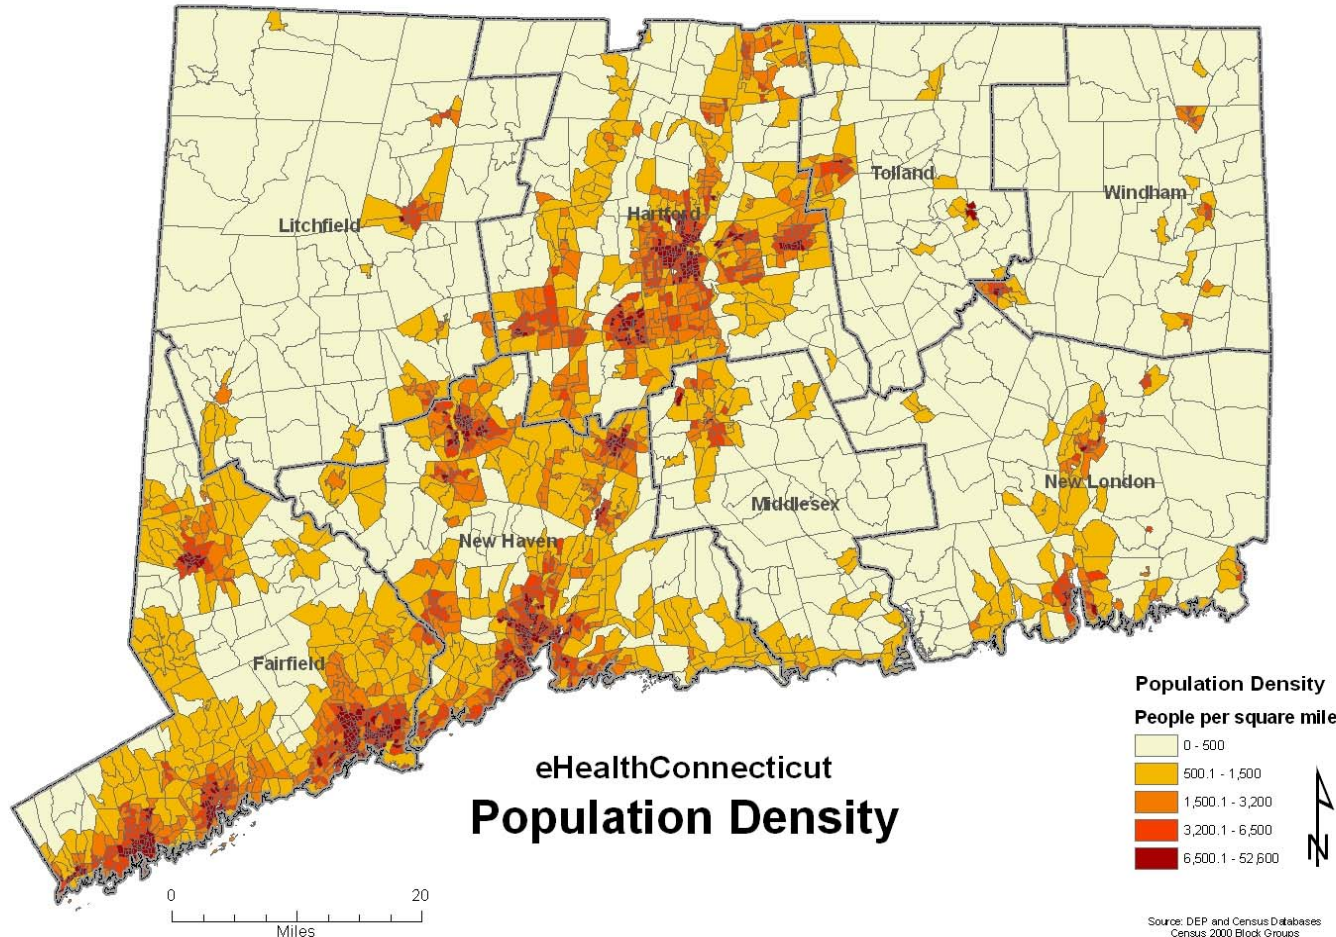 Hartford
Tolland
Windham
Litchfield
New London
Middlesex
New Haven
Fairfield
Population Density
People per square mile
0 - 500
500.1 - 1,500
1,500.1 - 3,200
3,200.1 - 6,500
6,500.1 - 52,600
N
eHealthConnecticut
Population Density
0 20
Miles
Source: DEP and Census Databases
Census 2000 Block Groups